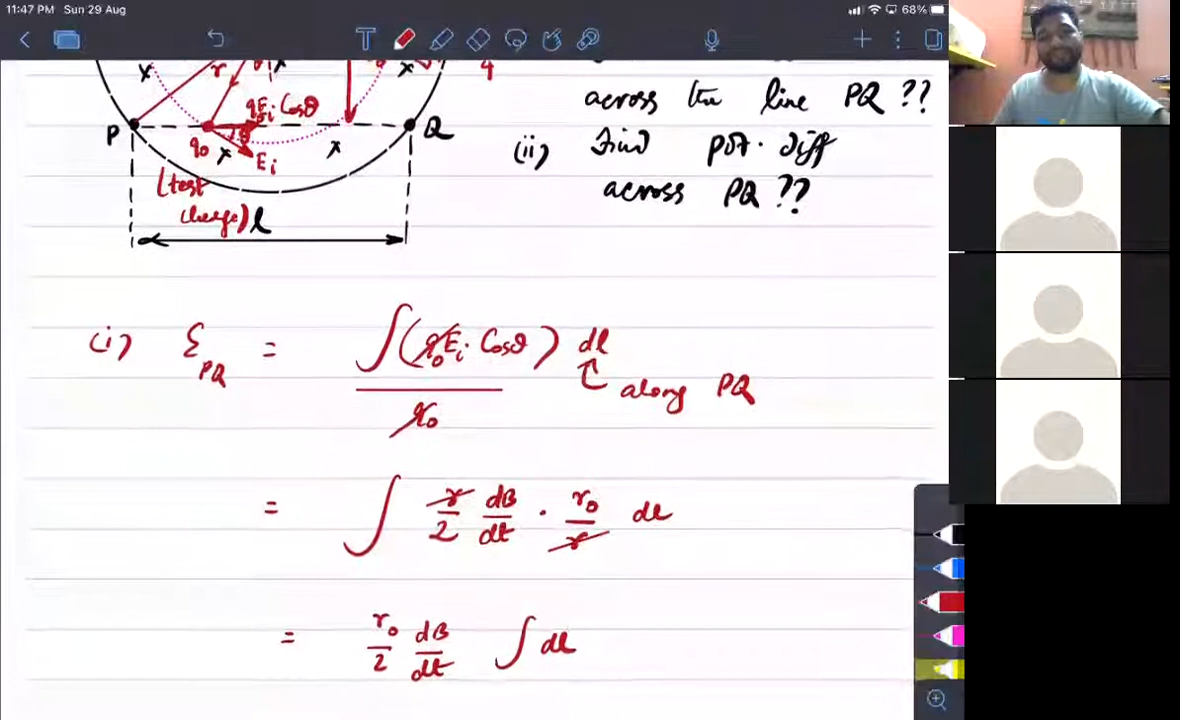 11:47 PM Sun 29 Aug
68%
T
x r x x q
q₀Eᵢ Cosθ
across the line PQ ??
P θ Q
q₀ x Eᵢ x
(ii) Find pot. diff
(test
across PQ ??
charge) l
(i) ℰ_PQ = ∫(q₀Eᵢ. Cosθ) dl
along PQ
q₀
= ∫ r/2 dB/dt · r₀/r dl
= r₀/2 dB/dt ∫ dl